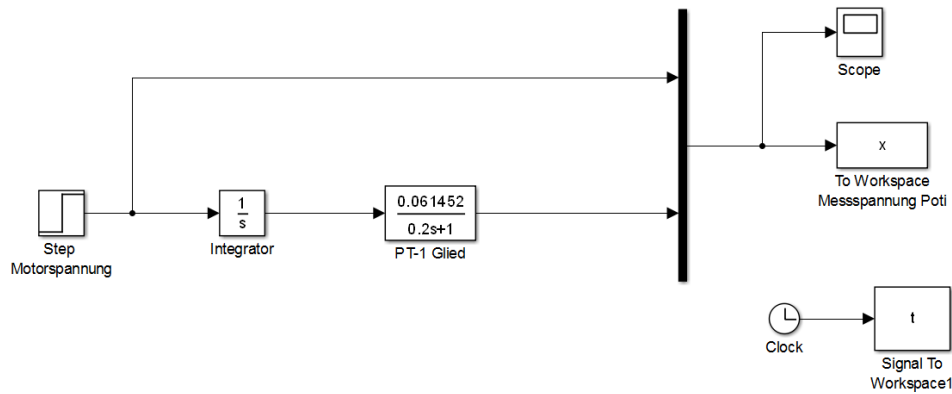 Scope
x
To Workspace
Messspannung Poti
Step
Motorspannung
1
s
Integrator
0.061452
0.2s+1
PT-1 Glied
Clock
t
Signal To
Workspace1